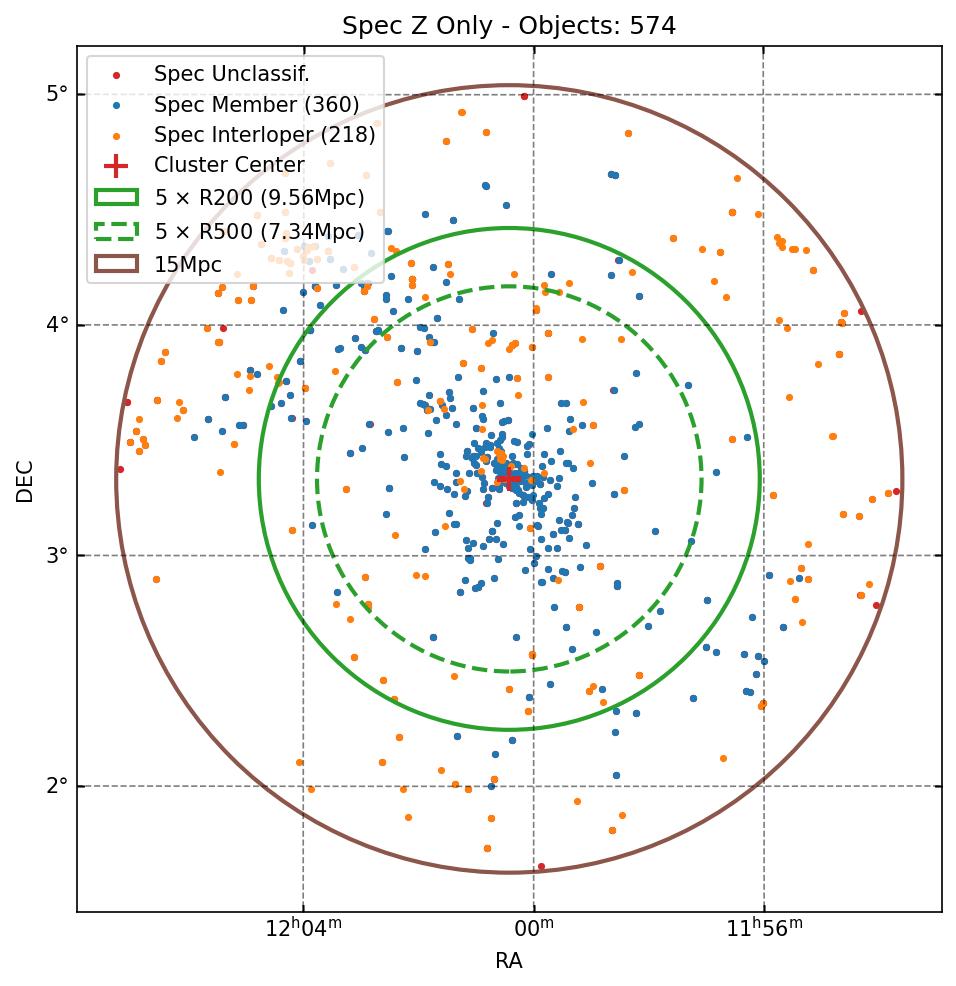 Spec Z Only - Objects: 574
Spec Unclassif.
Spec Member (360)
Spec Interloper (218)
Cluster Center
5 × R200 (9.56Mpc)
5 × R500 (7.34Mpc)
15Mpc
5°
4°
3°
2°
DEC
12ʰ04ᵐ
00ᵐ
11ʰ56ᵐ
RA